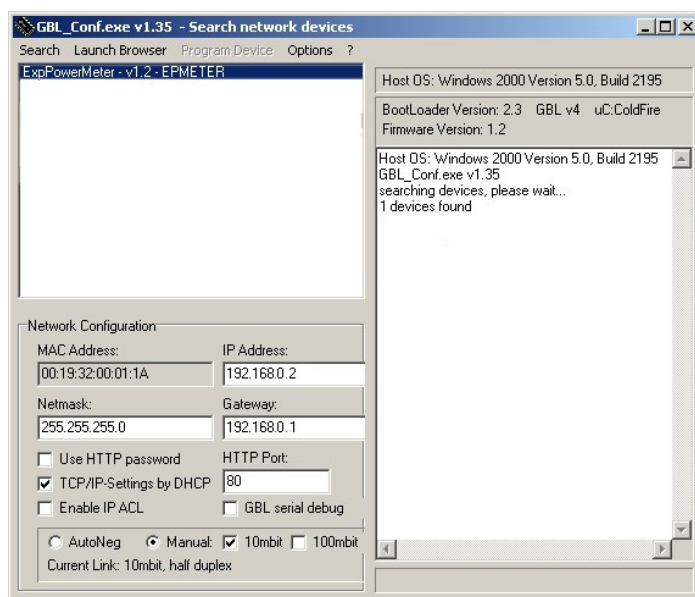 GBL_Conf.exe v1.35 - Search network devices
Search Launch Browser Program Device Options ?
ExpPowerMeter - v1.2 - EPMETER
Host OS: Windows 2000 Version 5.0, Build 2195
BootLoader Version: 2.3 GBL v4 uC:ColdFire
Firmware Version: 1.2
Host OS: Windows 2000 Version 5.0, Build 2195
GBL_Conf.exe v1.35
searching devices, please wait...
1 devices found
Network Configuration
MAC Address: IP Address:
00:19:32:00:01:1A 192.168.0.2
Netmask: Gateway:
255.255.255.0 192.168.0.1
Use HTTP password HTTP Port:
TCP/IP-Settings by DHCP 80
Enable IP ACL GBL serial debug
AutoNeg Manual: 10mbit 100mbit
Current Link: 10mbit, half duplex